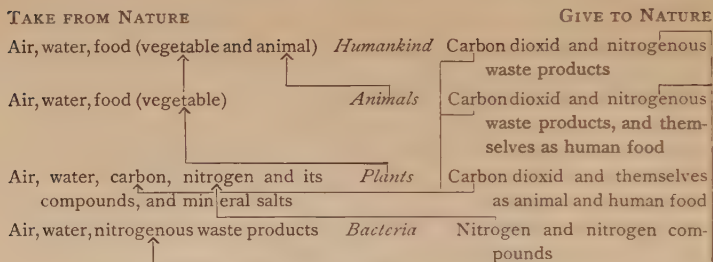 TAKE FROM NATURE GIVE TO NATURE
Air, water, food (vegetable and animal) Humankind Carbon dioxid and nitrogenous
waste products
Air, water, food (vegetable) Animals Carbon dioxid and nitrogenous
waste products, and them-
selves as human food
Air, water, carbon, nitrogen and its Plants Carbon dioxid and themselves
compounds, and mineral salts as animal and human food
Air, water, nitrogenous waste products Bacteria Nitrogen and nitrogen com-
pounds